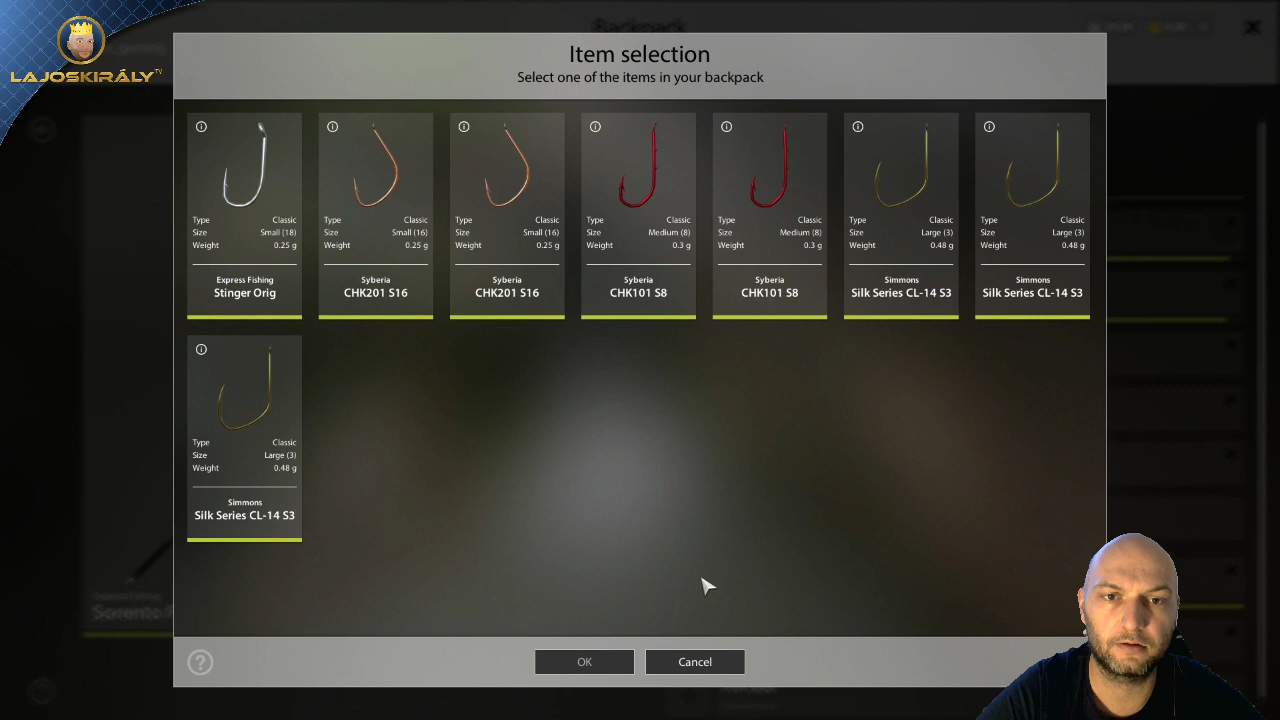 LAJOSKIRÁLY TV
Backpack
Item selection
Select one of the items in your backpack
Type Classic
Size Small (18)
Weight 0.25 g
Express Fishing
Stinger Orig
Type Classic
Size Small (16)
Weight 0.25 g
Syberia
CHK201 S16
Type Classic
Size Small (16)
Weight 0.25 g
Syberia
CHK201 S16
Type Classic
Size Medium (8)
Weight 0.3 g
Syberia
CHK101 S8
Type Classic
Size Medium (8)
Weight 0.3 g
Syberia
CHK101 S8
Type Classic
Size Large (3)
Weight 0.48 g
Simmons
Silk Series CL-14 S3
Type Classic
Size Large (3)
Weight 0.48 g
Simmons
Silk Series CL-14 S3
Type Classic
Size Large (3)
Weight 0.48 g
Simmons
Silk Series CL-14 S3
OK
Cancel